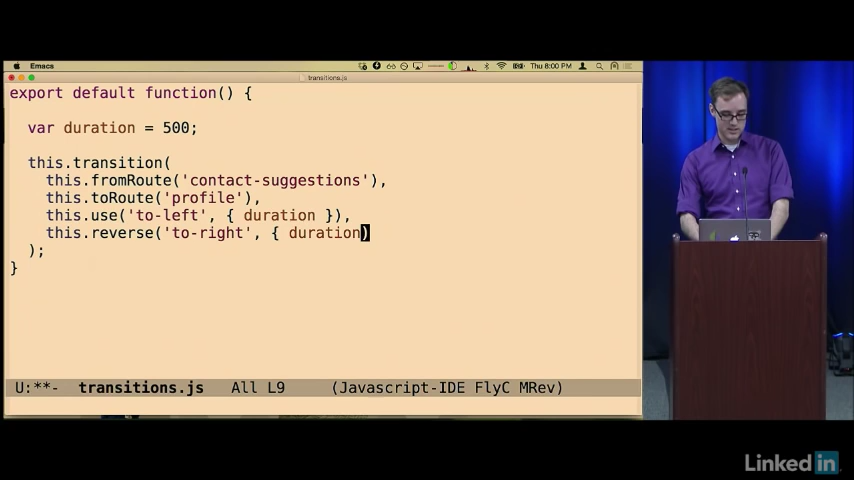 Emacs
Thu 8:00 PM
transitions.js
export default function() {
var duration = 500;
this.transition(
this.fromRoute('contact-suggestions'),
this.toRoute('profile'),
this.use('to-left', { duration }),
this.reverse('to-right', { duration)
);
}
U:**- transitions.js All L9 (Javascript-IDE FlyC MRev)
LinkedIn